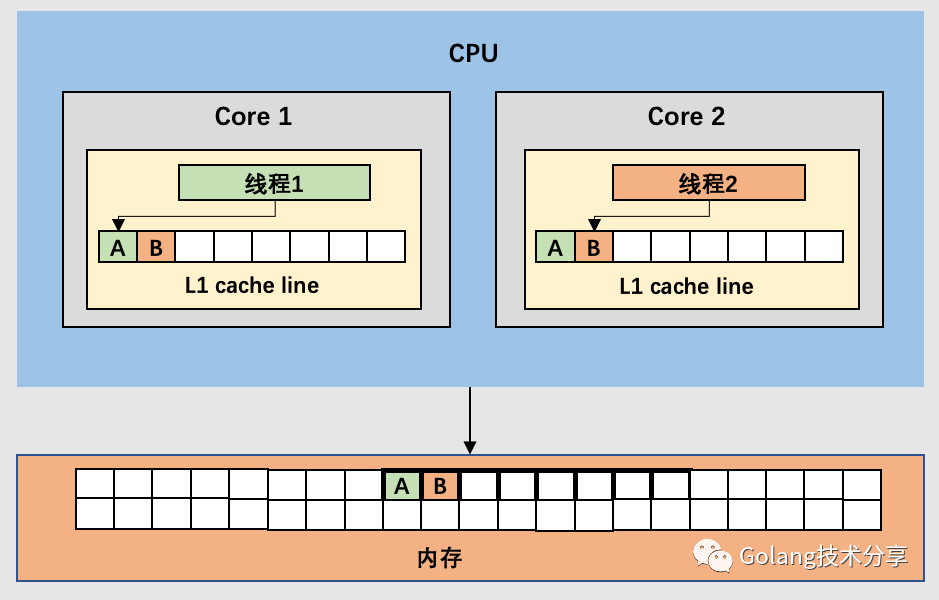 CPU
Core 1
Core 2
线程1
线程2
A B
A B
L1 cache line
L1 cache line
A B
内存
Golang技术分享